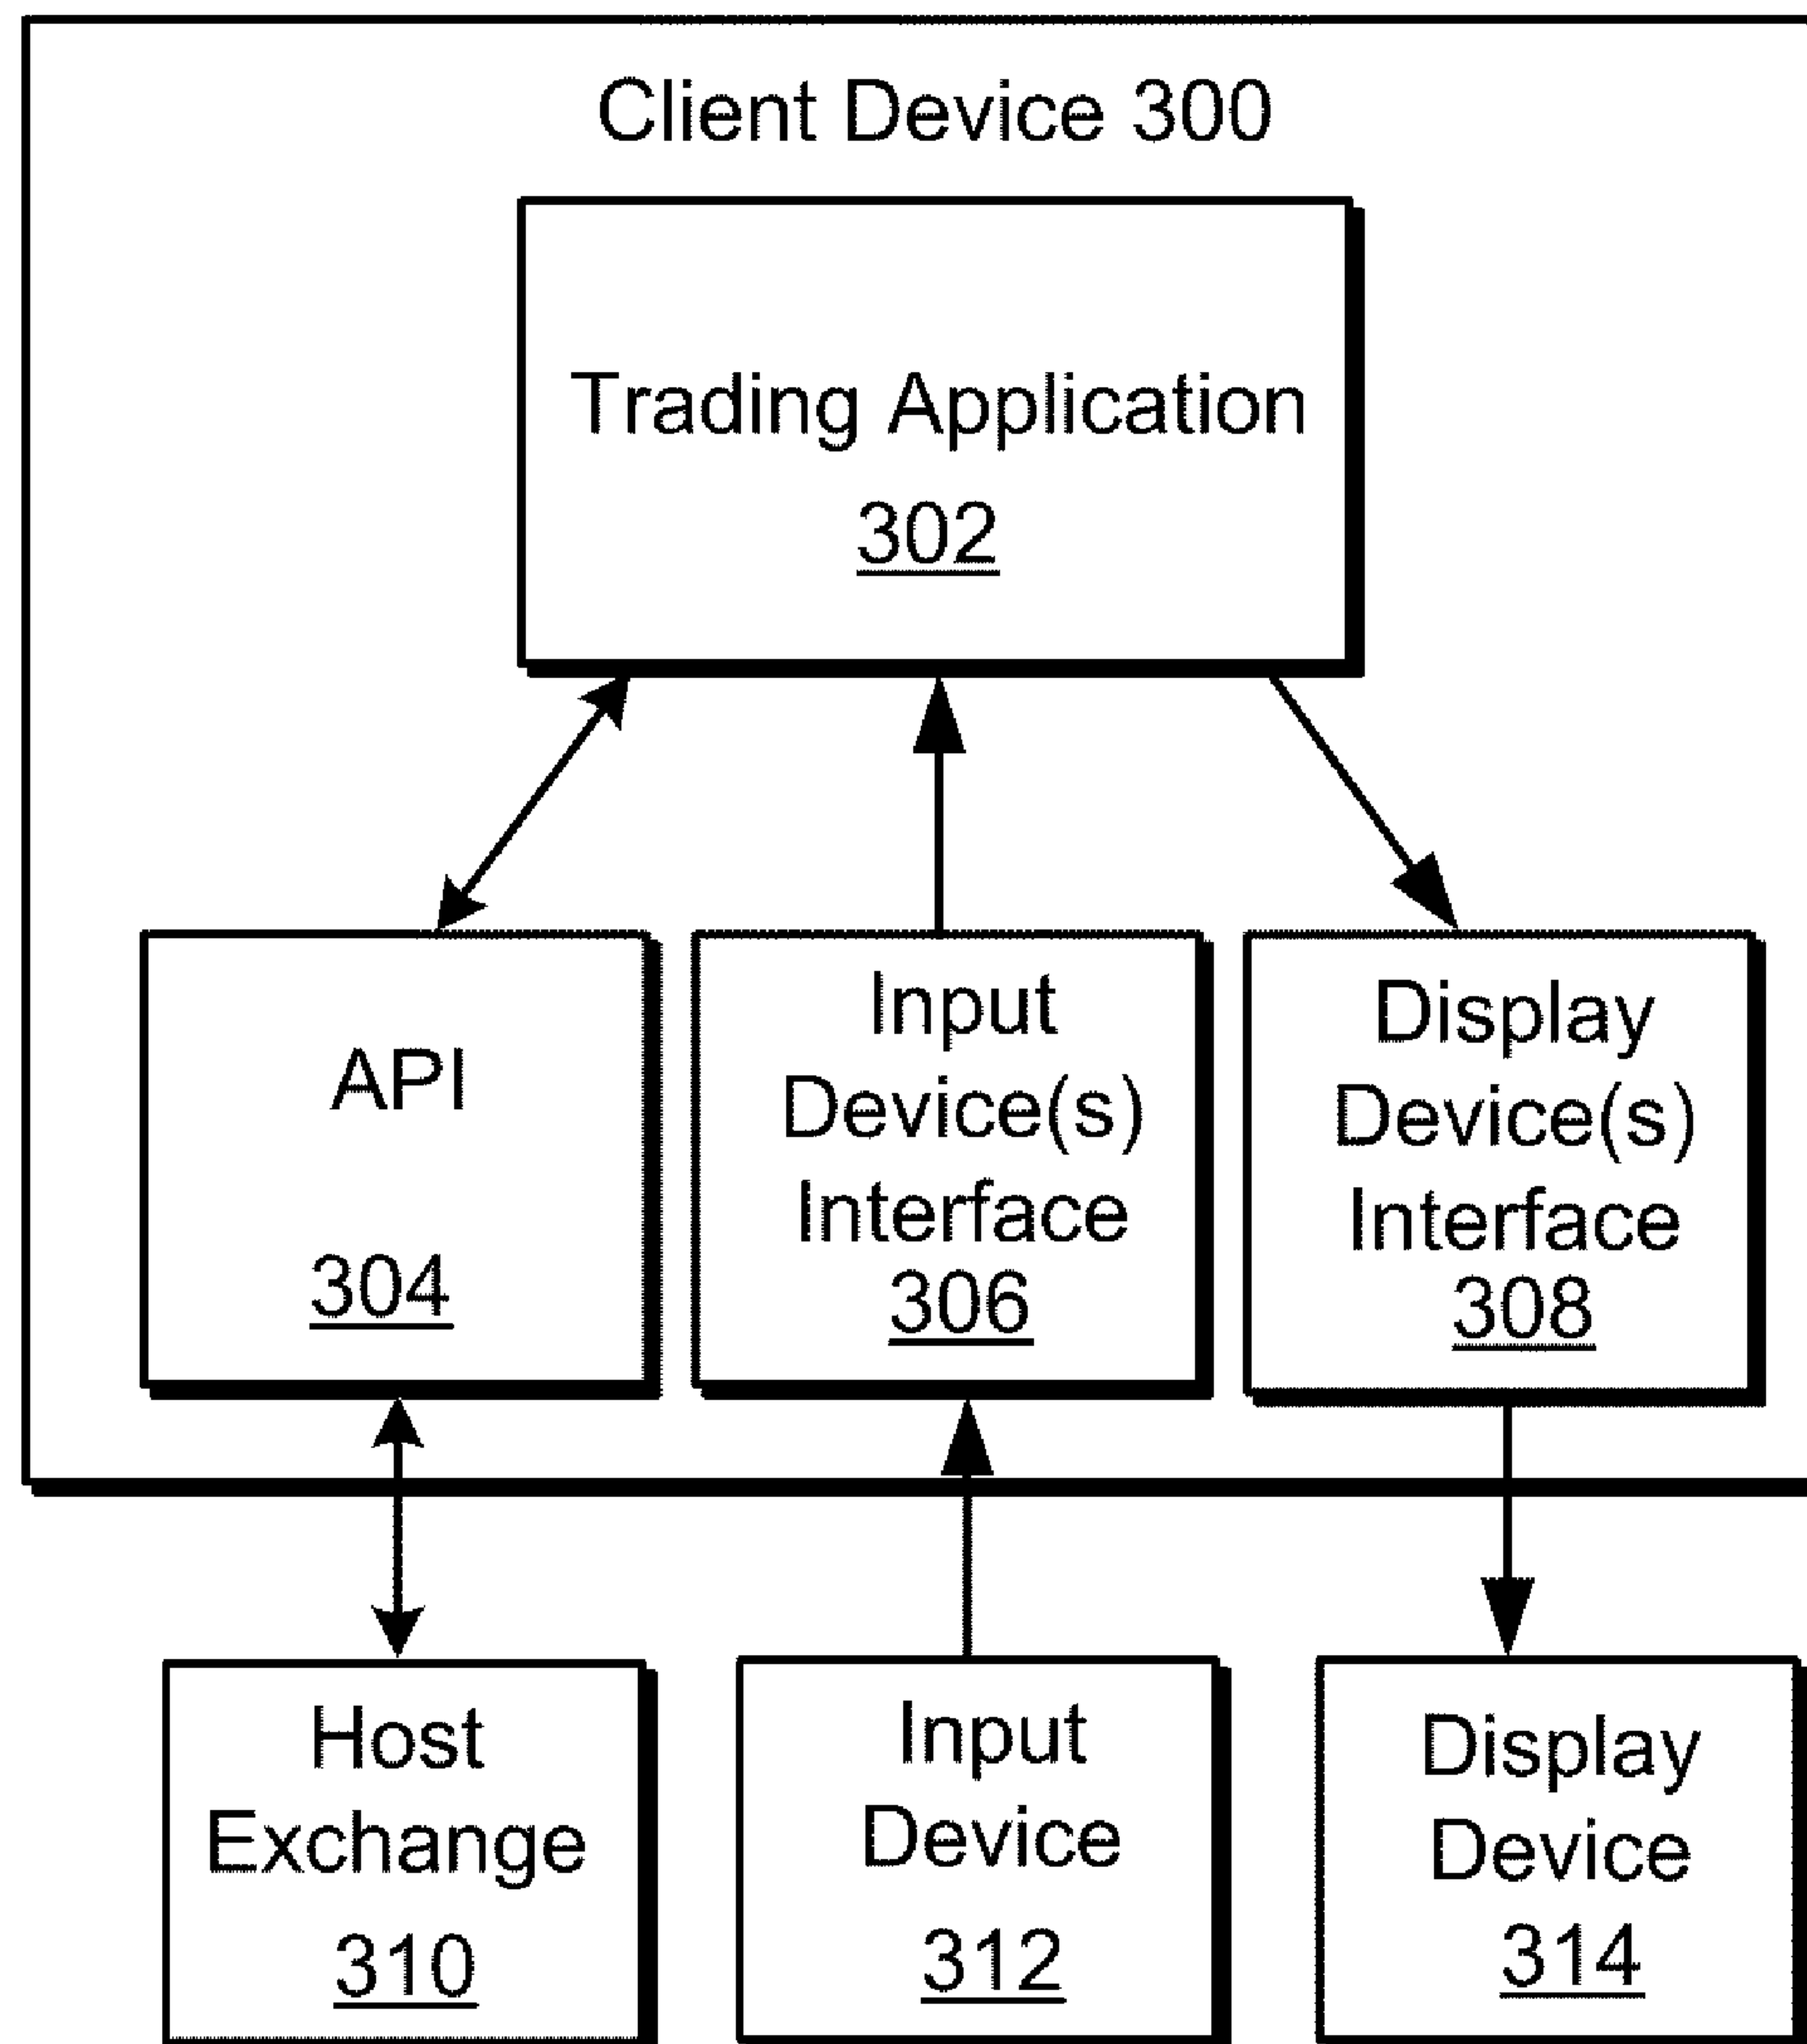 Client Device 300
Trading Application
302
API
304
Input
Device(s)
Interface
306
Display
Device(s)
Interface
308
Host
Exchange
310
Input
Device
312
Display
Device
314